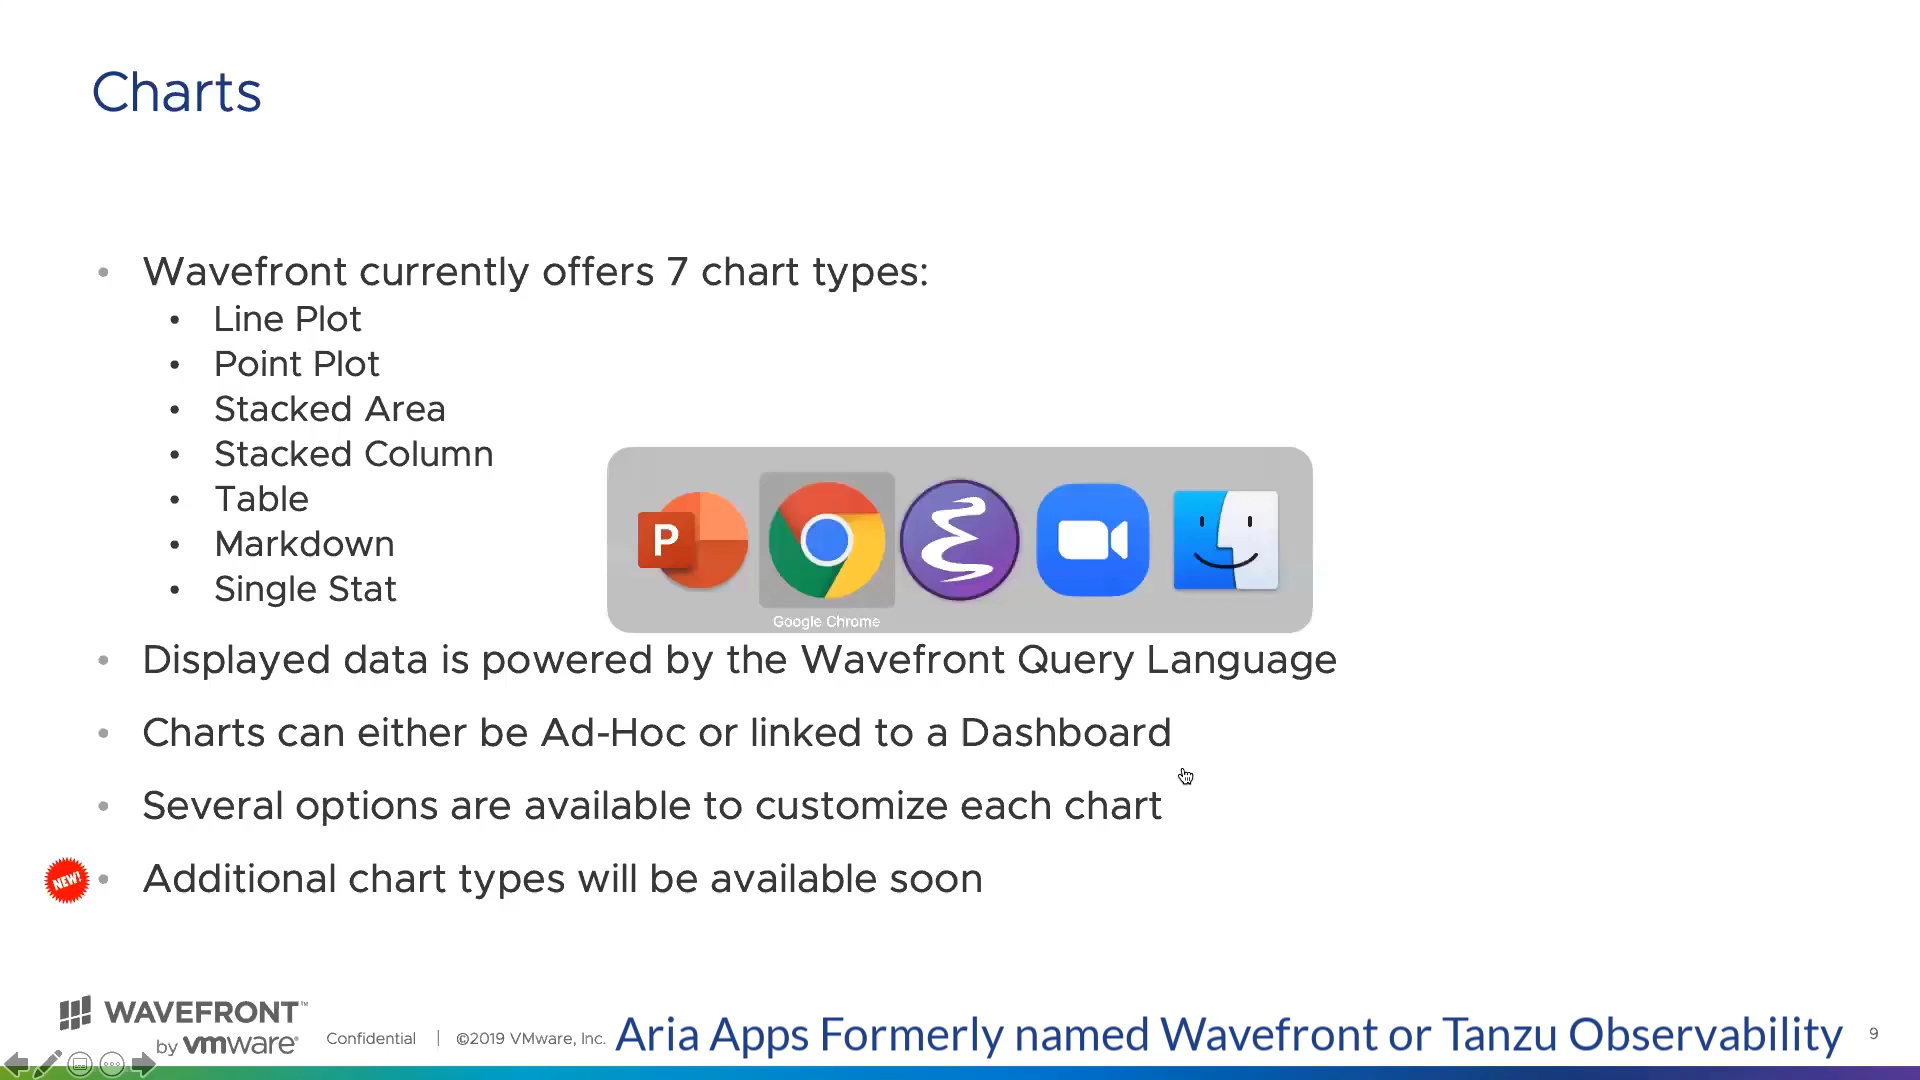 Charts
• Wavefront currently offers 7 chart types:
• Line Plot
• Point Plot
• Stacked Area
• Stacked Column
• Table
• Markdown
• Single Stat
P
Google Chrome
• Displayed data is powered by the Wavefront Query Language
• Charts can either be Ad-Hoc or linked to a Dashboard
• Several options are available to customize each chart
NEW!
• Additional chart types will be available soon
WAVEFRONT™
by vmware®
Confidential | ©2019 VMware, Inc.
Aria Apps Formerly named Wavefront or Tanzu Observability
9